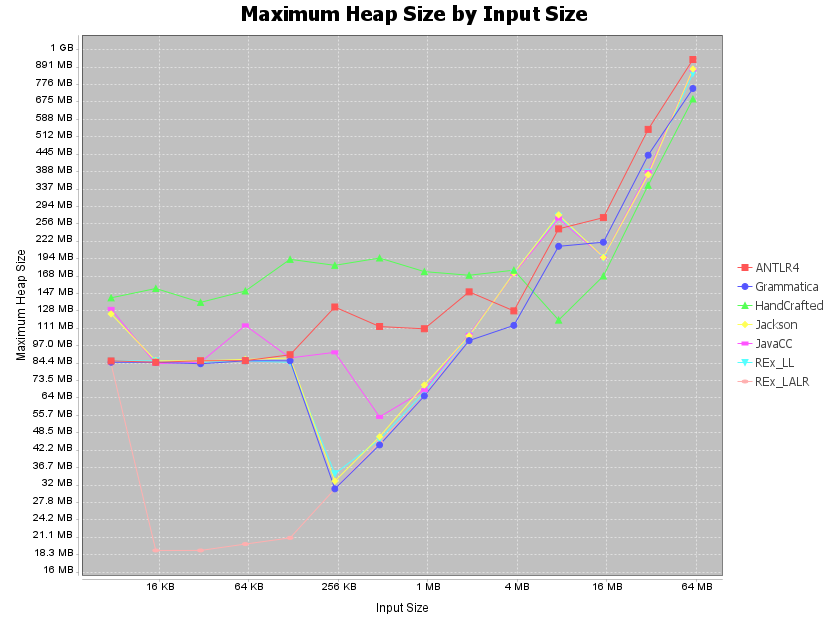 Maximum Heap Size by Input Size
Maximum Heap Size
1 GB
891 MB
776 MB
675 MB
588 MB
512 MB
445 MB
388 MB
337 MB
294 MB
256 MB
222 MB
194 MB
168 MB
147 MB
128 MB
111 MB
97.0 MB
84.4 MB
73.5 MB
64 MB
55.7 MB
48.5 MB
42.2 MB
36.7 MB
32 MB
27.8 MB
24.2 MB
21.1 MB
18.3 MB
16 MB
16 KB 64 KB 256 KB 1 MB 4 MB 16 MB 64 MB
Input Size
ANTLR4
Grammatica
HandCrafted
Jackson
JavaCC
REx_LL
REx_LALR